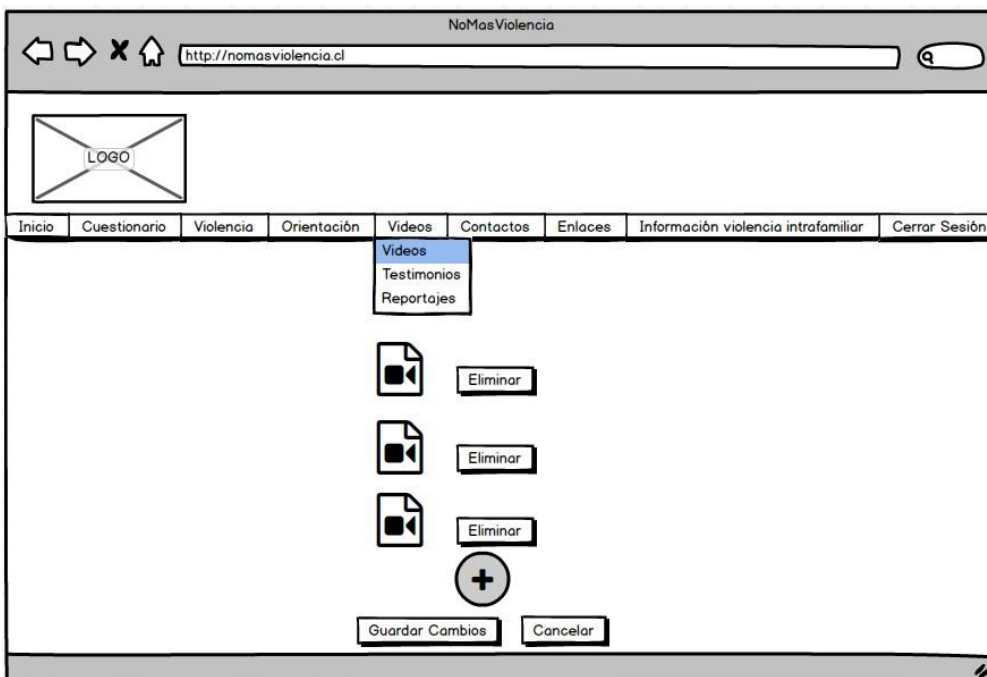 NoMasViolencia
http://nomasviolencia.cl
LOGO
Inicio Cuestionario Violencia Orientación Videos Contactos Enlaces Información violencia intrafamiliar Cerrar Sesión
Videos
Testimonios
Reportajes
Eliminar
Eliminar
Eliminar
Guardar Cambios Cancelar